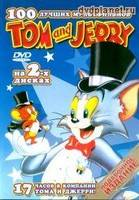 dvdplanet.ru
100
ЛУЧШИХ МУЛЬТФИЛЬМОВ
TOM and JERRY
DVD
НА 2-Х
ДИСКАХ
17 ЧАСОВ В КОМПАНИИ
ТОМА И ДЖЕРРИ!